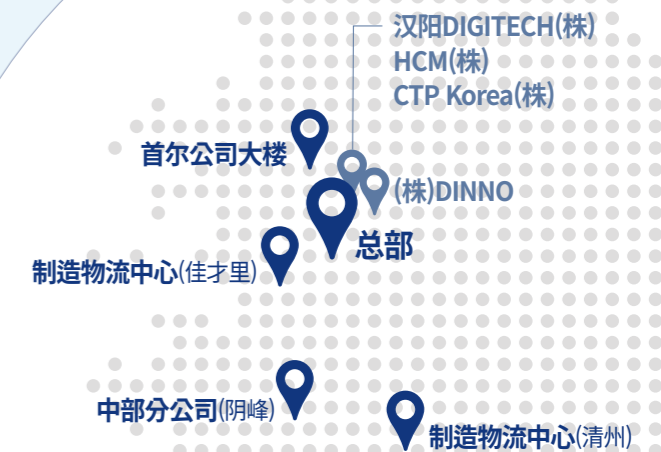 汉阳DIGITECH(株)
HCM(株)
CTP Korea(株)
首尔公司大楼
(株)DINNO
总部
制造物流中心(佳才里)
中部分公司(阴峰)
制造物流中心(清州)